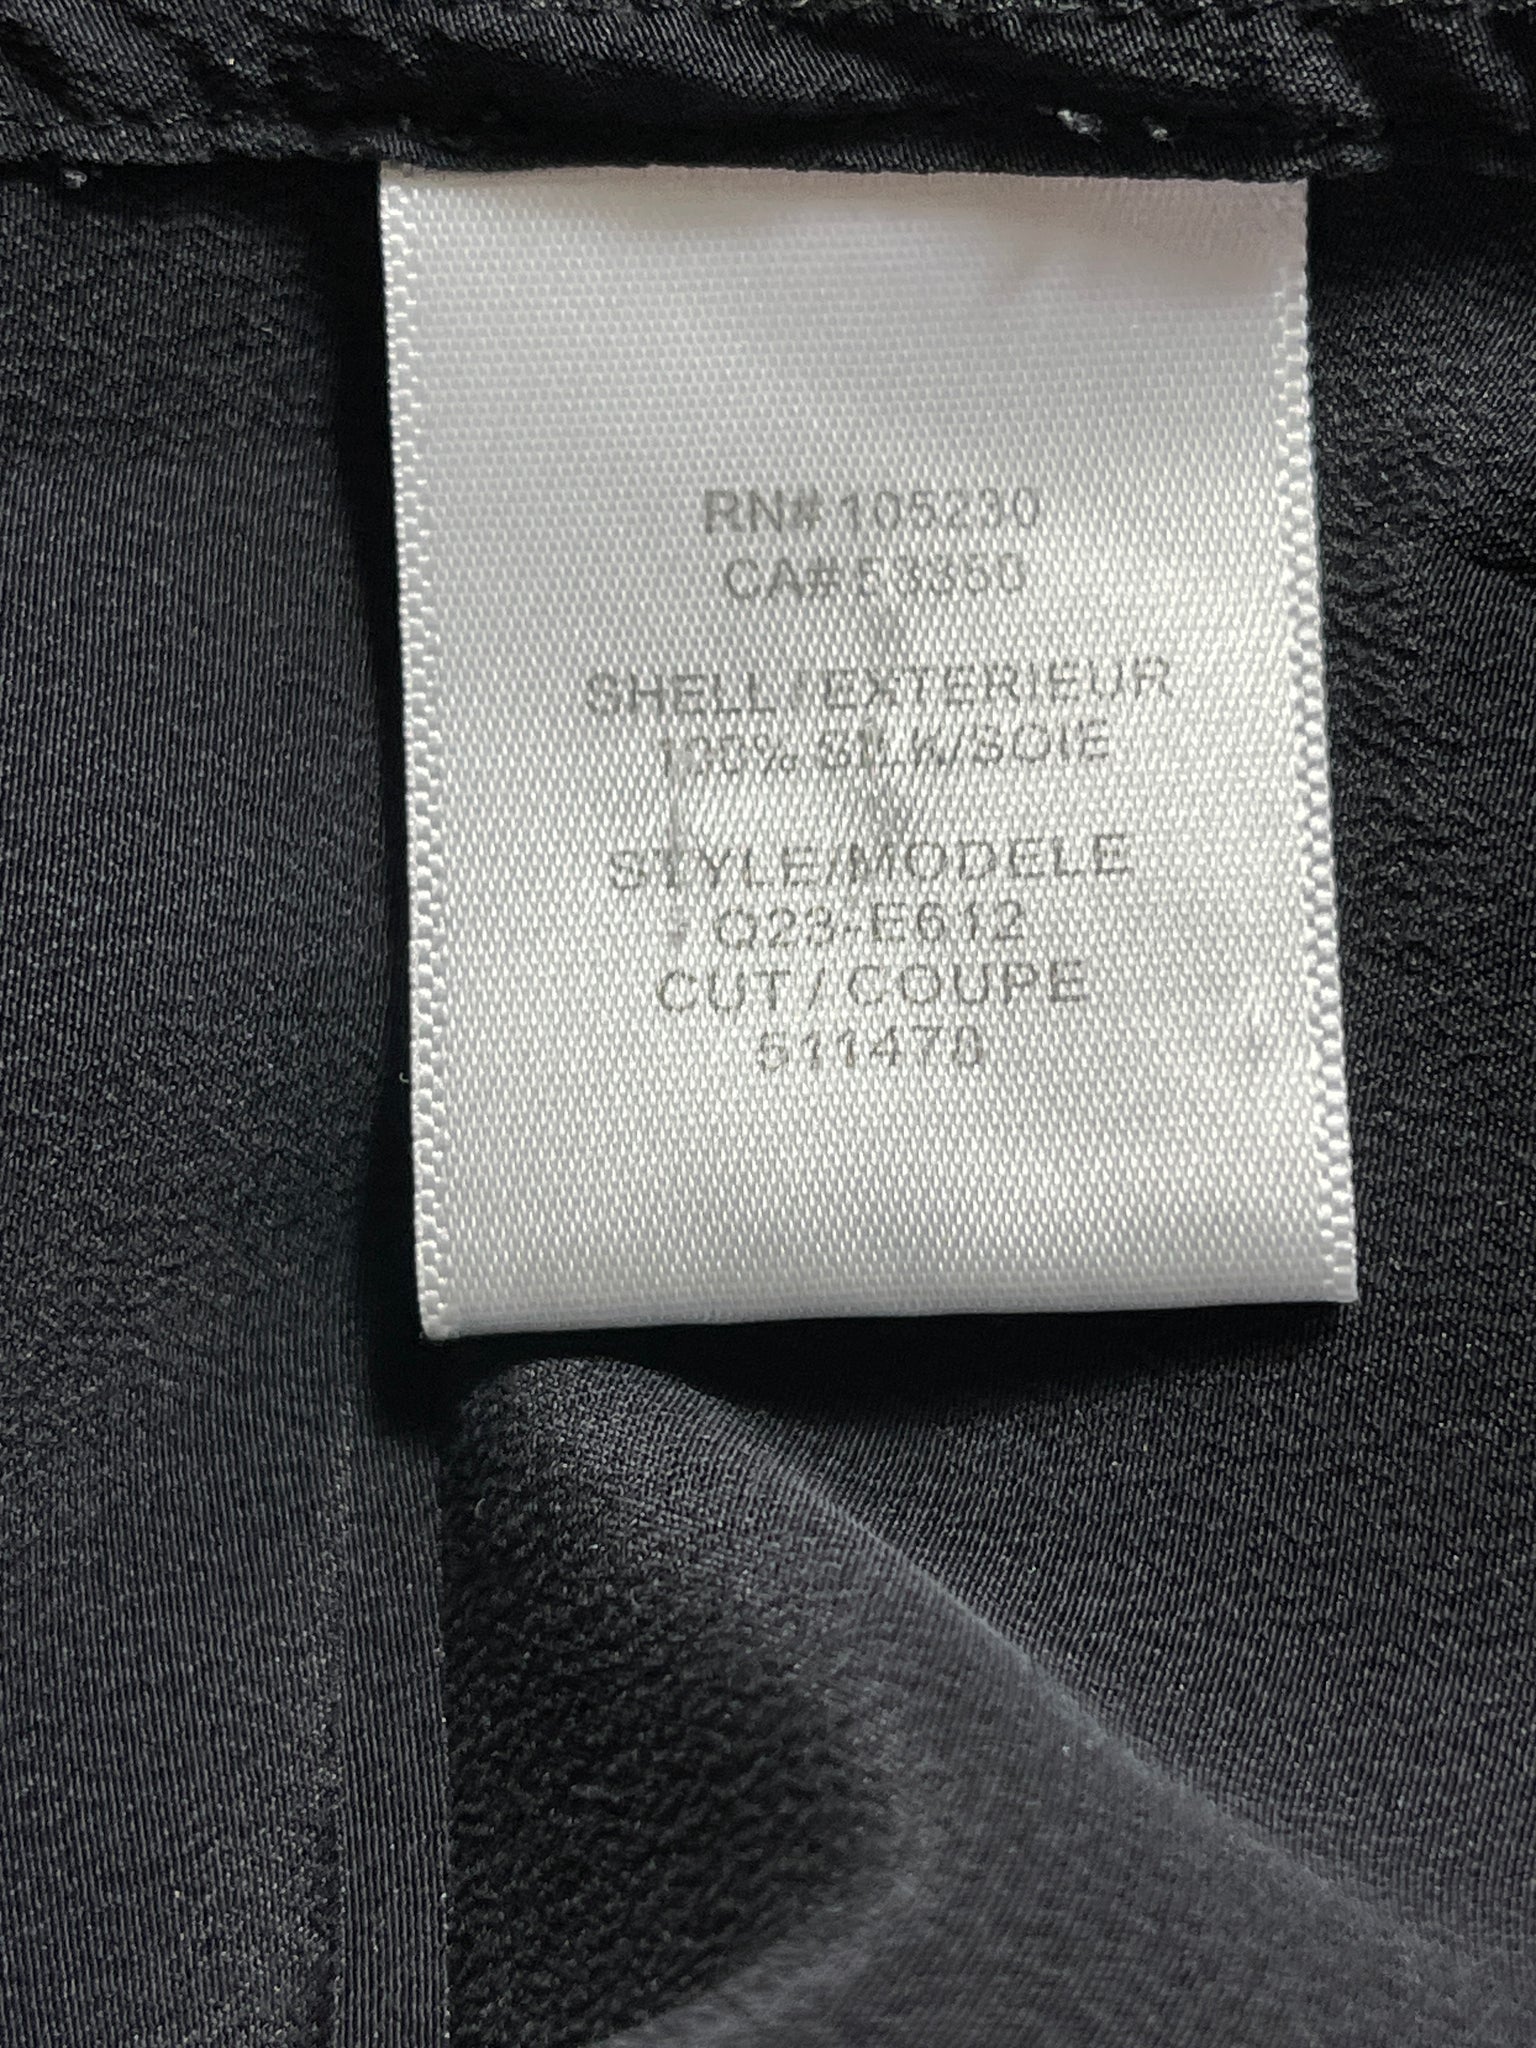 RN#105230
CA#53350
SHELL/EXTERIEUR
100% SILK/SOIE
STYLE/MODELE
Q23-E612
CUT/COUPE
511478